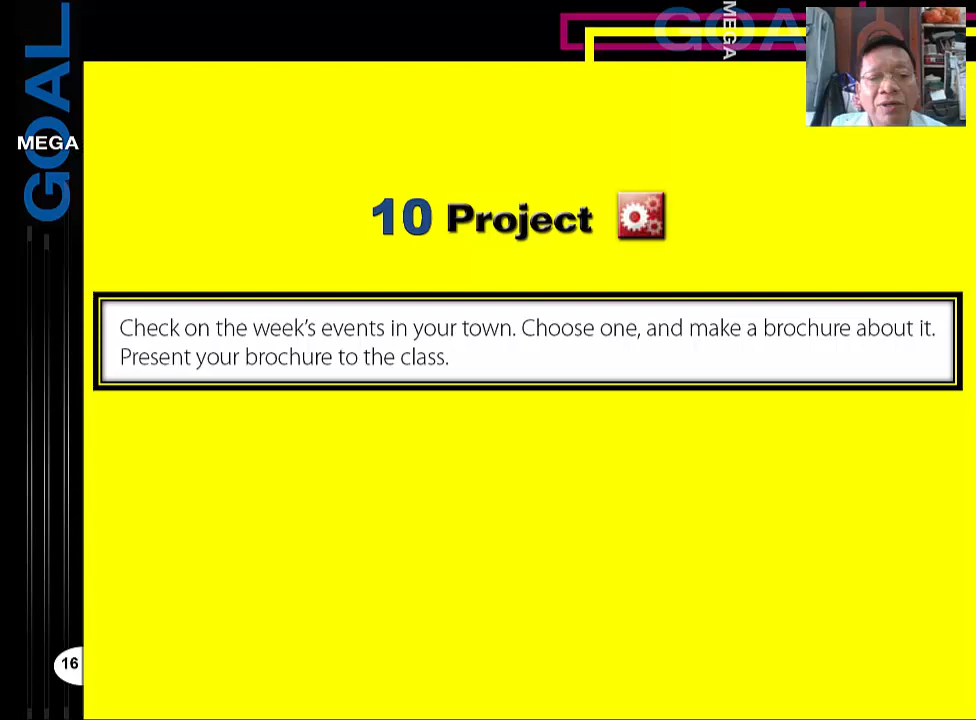 GOAL
MEGA
GOAL
MEGA
10 Project
Check on the week's events in your town. Choose one, and make a brochure about it.
Present your brochure to the class.
16